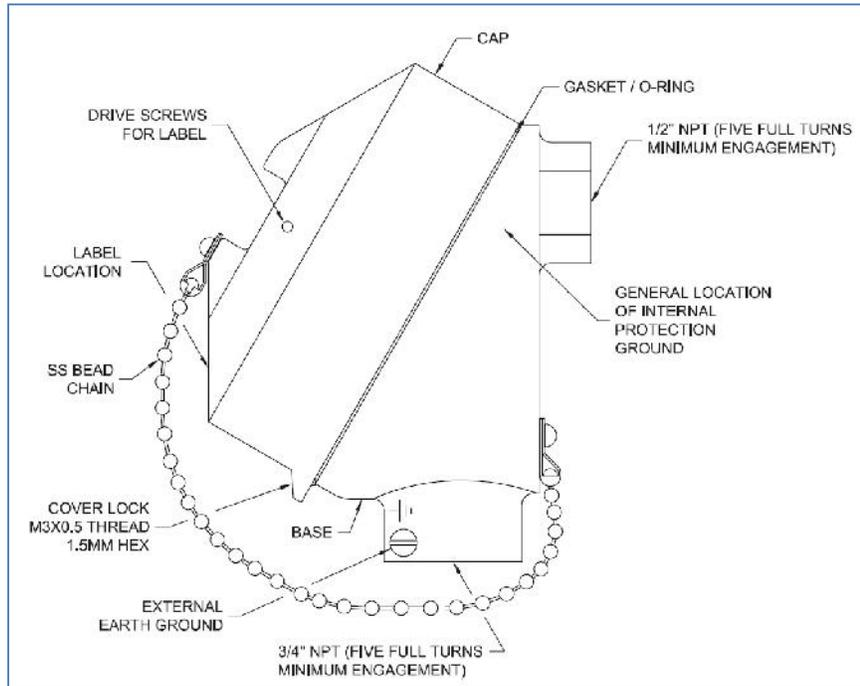 CAP
GASKET / O-RING
DRIVE SCREWS
FOR LABEL
1/2" NPT (FIVE FULL TURNS
MINIMUM ENGAGEMENT)
LABEL
LOCATION
GENERAL LOCATION
OF INTERNAL
PROTECTION
GROUND
SS BEAD
CHAIN
COVER LOCK
M3X0.5 THREAD
1.5MM HEX
BASE
EXTERNAL
EARTH GROUND
3/4" NPT (FIVE FULL TURNS
MINIMUM ENGAGEMENT)